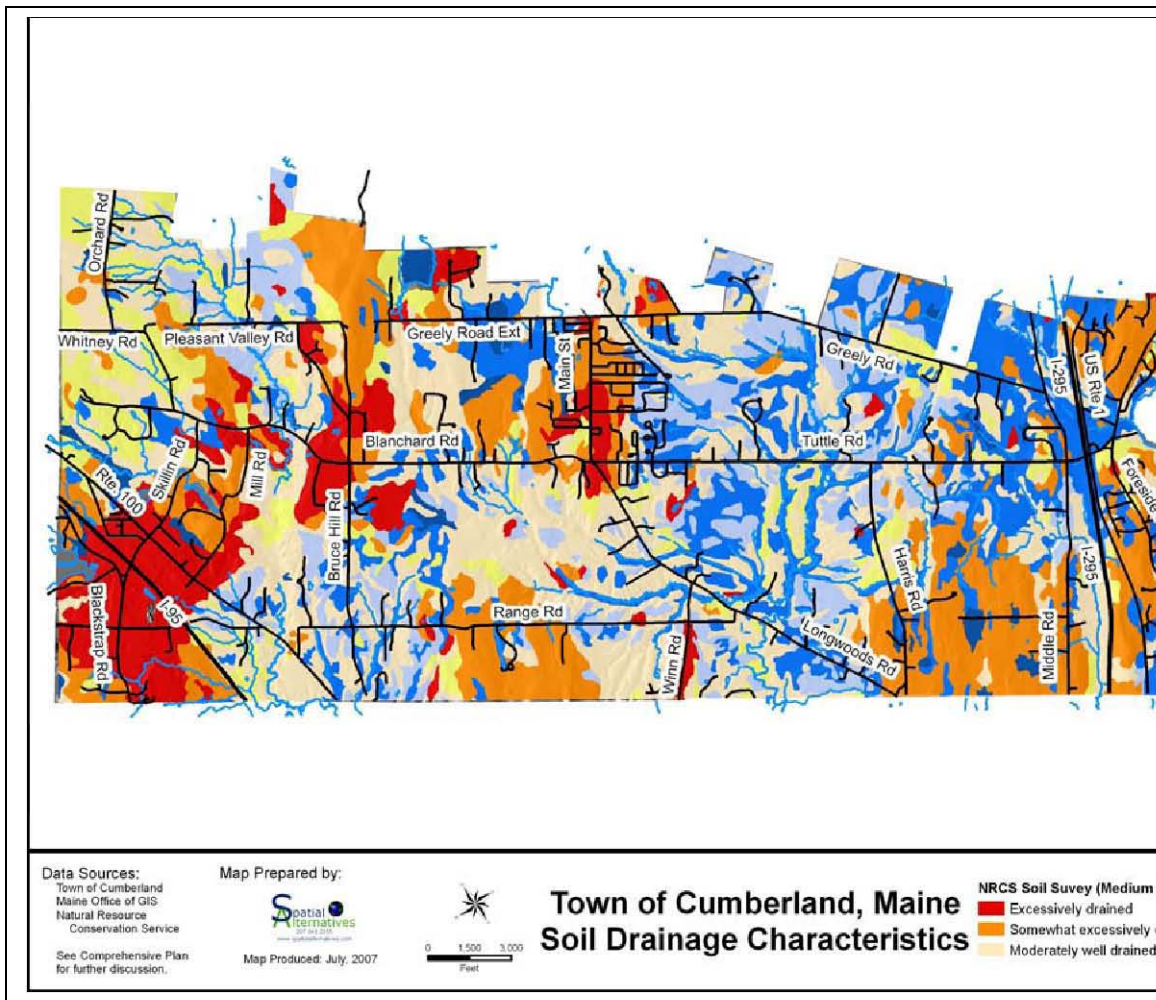 Orchard Rd
Whitney Rd
Pleasant Valley Rd
Greely Road Ext
Main St
Greely Rd
I-295
US Rte 1
Blanchard Rd
Tuttle Rd
Rte. 100
Skillin Rd
Mill Rd
Bruce Hill Rd
Foreside
Harris Rd
I-295
Blackstrap Rd
I-95
Range Rd
Winn Rd
Longwoods Rd
Middle Rd
Data Sources:
Town of Cumberland
Maine Office of GIS
Natural Resource
Conservation Service
See Comprehensive Plan
for further discussion.
Map Prepared by:
Spatial
Alternatives
www.spatialalternatives.com
Map Produced: July, 2007
0 1,500 3,000
Feet
Town of Cumberland, Maine
Soil Drainage Characteristics
NRCS Soil Suvey (Medium
Excessively drained
Somewhat excessively
Moderately well drained